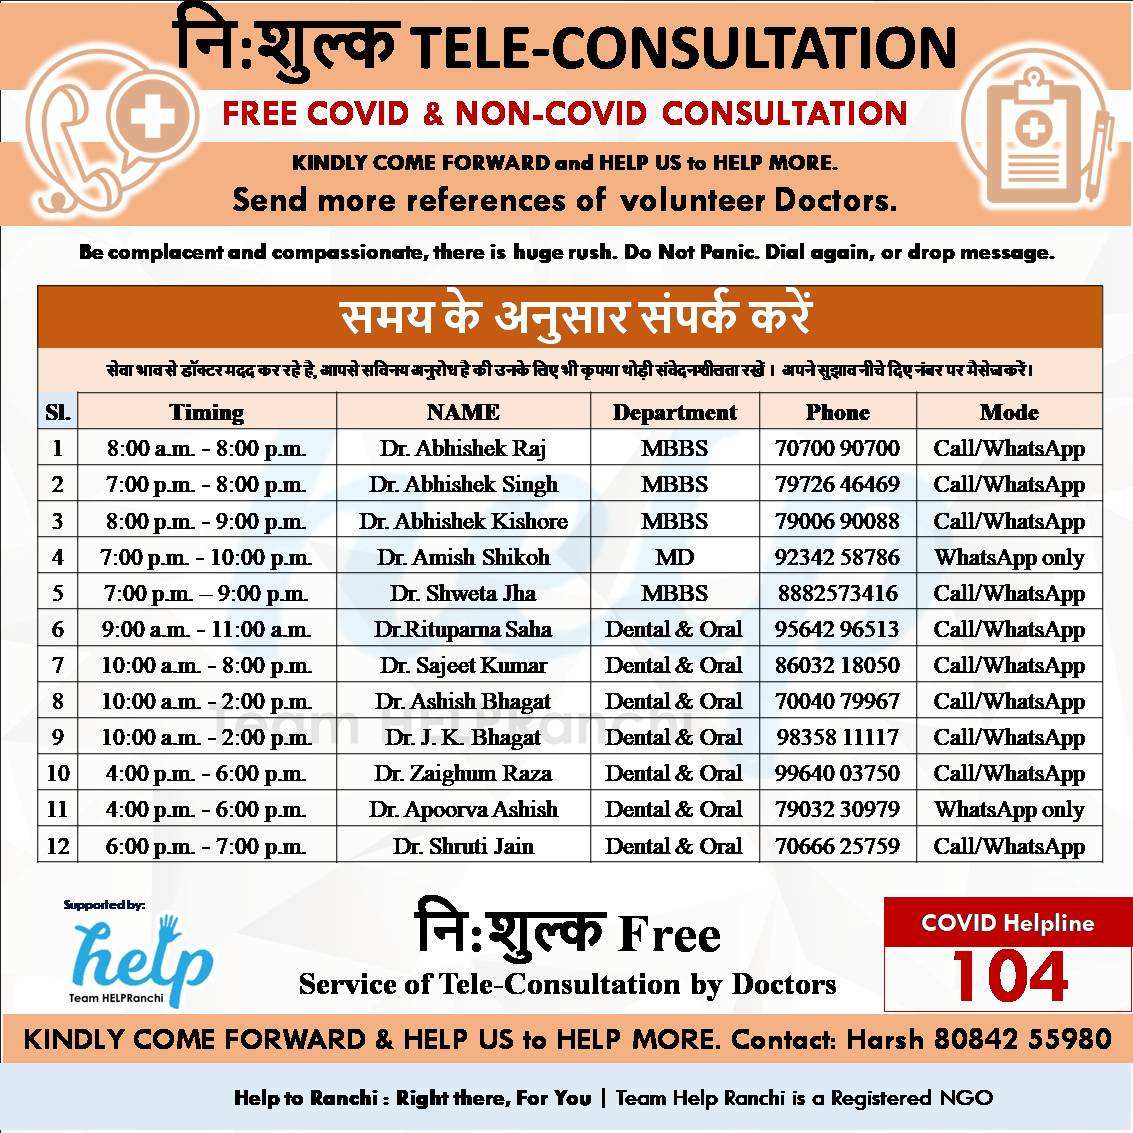 नि:शुल्क TELE-CONSULTATION
FREE COVID & NON-COVID CONSULTATION
KINDLY COME FORWARD and HELP US to HELP MORE.
Send more references of volunteer Doctors.
Be complacent and compassionate, there is huge rush. Do Not Panic. Dial again, or drop message.
समय के अनुसार संपर्क करें
सेवा भाव से डॉक्टर मदद कर रहे है, आपसे सविनय अनुरोध है की उनके लिए भी कृपया थोड़ी संवेदनशीलता रखें। अपने सुझाव नीचे दिए नंबर पर मैसेज करें।
Sl. Timing NAME Department Phone Mode
1 8:00 a.m. - 8:00 p.m. Dr. Abhishek Raj MBBS 70700 90700 Call/WhatsApp
2 7:00 p.m. - 8:00 p.m. Dr. Abhishek Singh MBBS 79726 46469 Call/WhatsApp
3 8:00 p.m. - 9:00 p.m. Dr. Abhishek Kishore MBBS 79006 90088 Call/WhatsApp
4 7:00 p.m. - 10:00 p.m. Dr. Amish Shikoh MD 92342 58786 WhatsApp only
5 7:00 p.m. – 9:00 p.m. Dr. Shweta Jha MBBS 8882573416 Call/WhatsApp
6 9:00 a.m. - 11:00 a.m. Dr.Rituparna Saha Dental & Oral 95642 96513 Call/WhatsApp
7 10:00 a.m. - 8:00 p.m. Dr. Sajeet Kumar Dental & Oral 86032 18050 Call/WhatsApp
8 10:00 a.m. - 2:00 p.m. Dr. Ashish Bhagat Dental & Oral 70040 79967 Call/WhatsApp
9 10:00 a.m. - 2:00 p.m. Dr. J. K. Bhagat Dental & Oral 98358 11117 Call/WhatsApp
10 4:00 p.m. - 6:00 p.m. Dr. Zaighum Raza Dental & Oral 99640 03750 Call/WhatsApp
11 4:00 p.m. - 6:00 p.m. Dr. Apoorva Ashish Dental & Oral 79032 30979 WhatsApp only
12 6:00 p.m. - 7:00 p.m. Dr. Shruti Jain Dental & Oral 70666 25759 Call/WhatsApp
Supported by:
help
Team HELPRanchi
नि:शुल्क Free
Service of Tele-Consultation by Doctors
COVID Helpline
104
KINDLY COME FORWARD & HELP US to HELP MORE. Contact: Harsh 80842 55980
Help to Ranchi : Right there, For You | Team Help Ranchi is a Registered NGO